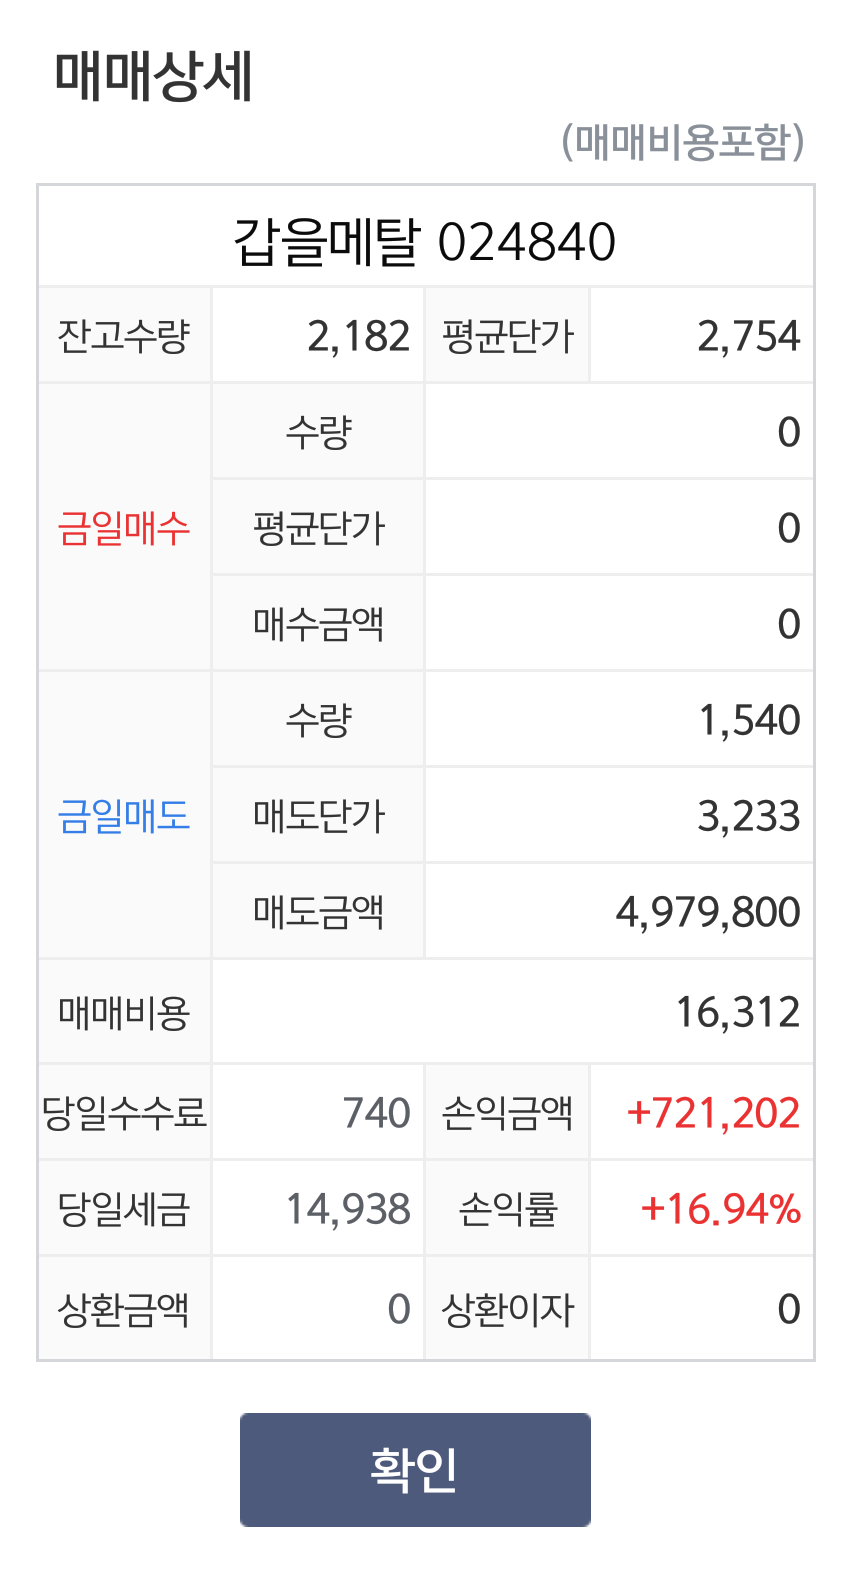 매매상세
(매매비용포함)
갑을메탈 024840
잔고수량 2,182 평균단가 2,754
금일매수
수량 0
평균단가 0
매수금액 0
금일매도
수량 1,540
매도단가 3,233
매도금액 4,979,800
매매비용 16,312
당일수수료 740 손익금액 +721,202
당일세금 14,938 손익률 +16.94%
상환금액 0 상환이자 0
확인